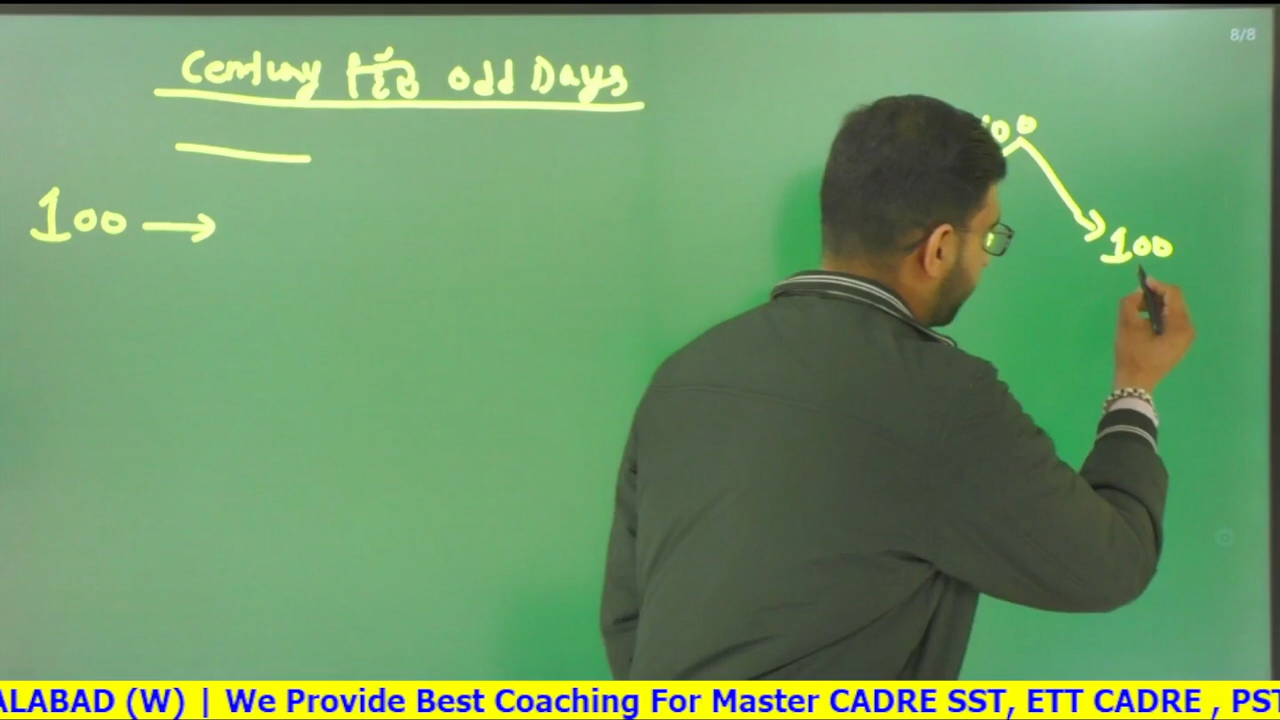 8/8
Century ਵਿੱਚ odd Days
100 →
100
ALABAD (W) | We Provide Best Coaching For Master CADRE SST, ETT CADRE , PST